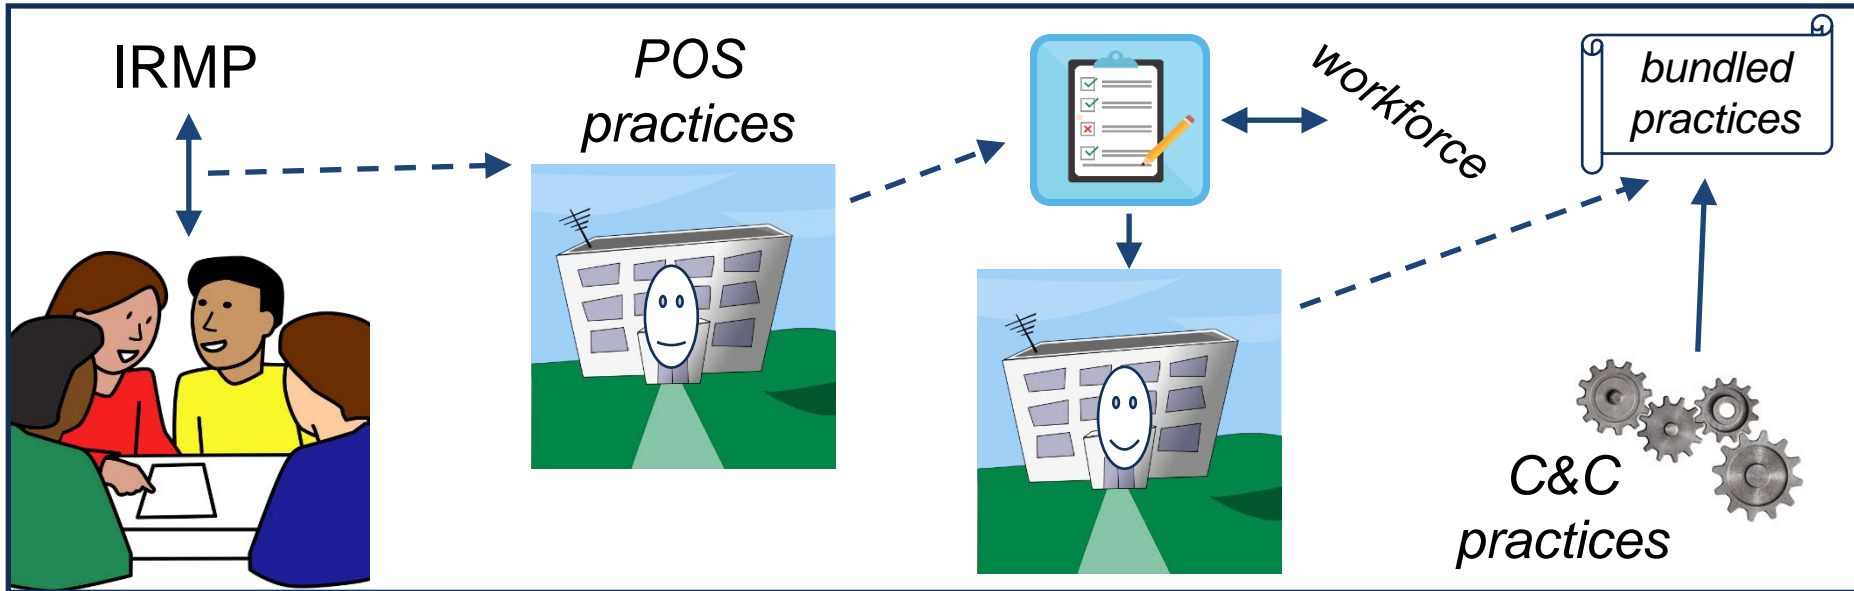 IRMP
POS
practices
workforce
bundled
practices
C&C
practices